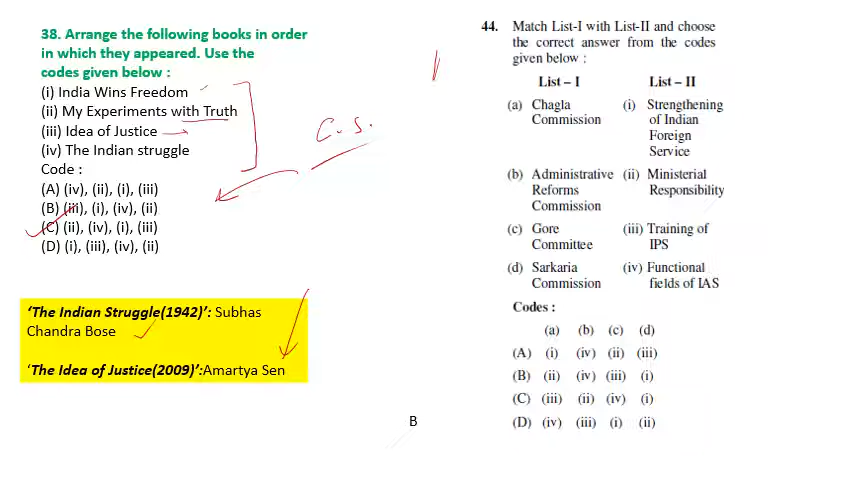 38. Arrange the following books in order
in which they appeared. Use the
codes given below :
(i) India Wins Freedom
(ii) My Experiments with Truth
(iii) Idea of Justice
(iv) The Indian struggle
Code :
(A) (iv), (ii), (i), (iii)
(B) (iii), (i), (iv), (ii)
(C) (ii), (iv), (i), (iii)
(D) (i), (iii), (iv), (ii)
C.S.
'The Indian Struggle(1942)': Subhas
Chandra Bose
'The Idea of Justice(2009)':Amartya Sen
B
44. Match List-I with List-II and choose
the correct answer from the codes
given below :
List – I List – II
(a) Chagla (i) Strengthening
Commission of Indian
Foreign
Service
(b) Administrative (ii) Ministerial
Reforms Responsibility
Commission
(c) Gore (iii) Training of
Committee IPS
(d) Sarkaria (iv) Functional
Commission fields of IAS
Codes :
(a) (b) (c) (d)
(A) (i) (iv) (ii) (iii)
(B) (ii) (iv) (iii) (i)
(C) (iii) (ii) (iv) (i)
(D) (iv) (iii) (i) (ii)